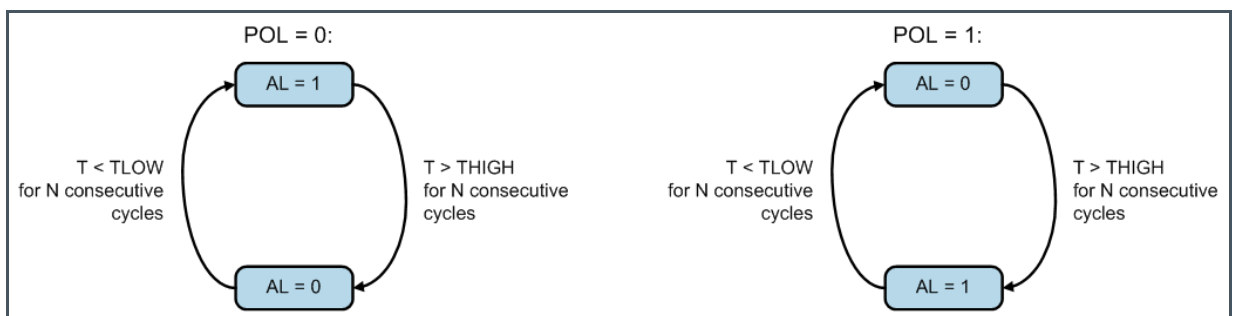 POL = 0:
AL = 1
T < TLOW
for N consecutive
cycles
T > THIGH
for N consecutive
cycles
AL = 0
POL = 1:
AL = 0
T < TLOW
for N consecutive
cycles
T > THIGH
for N consecutive
cycles
AL = 1